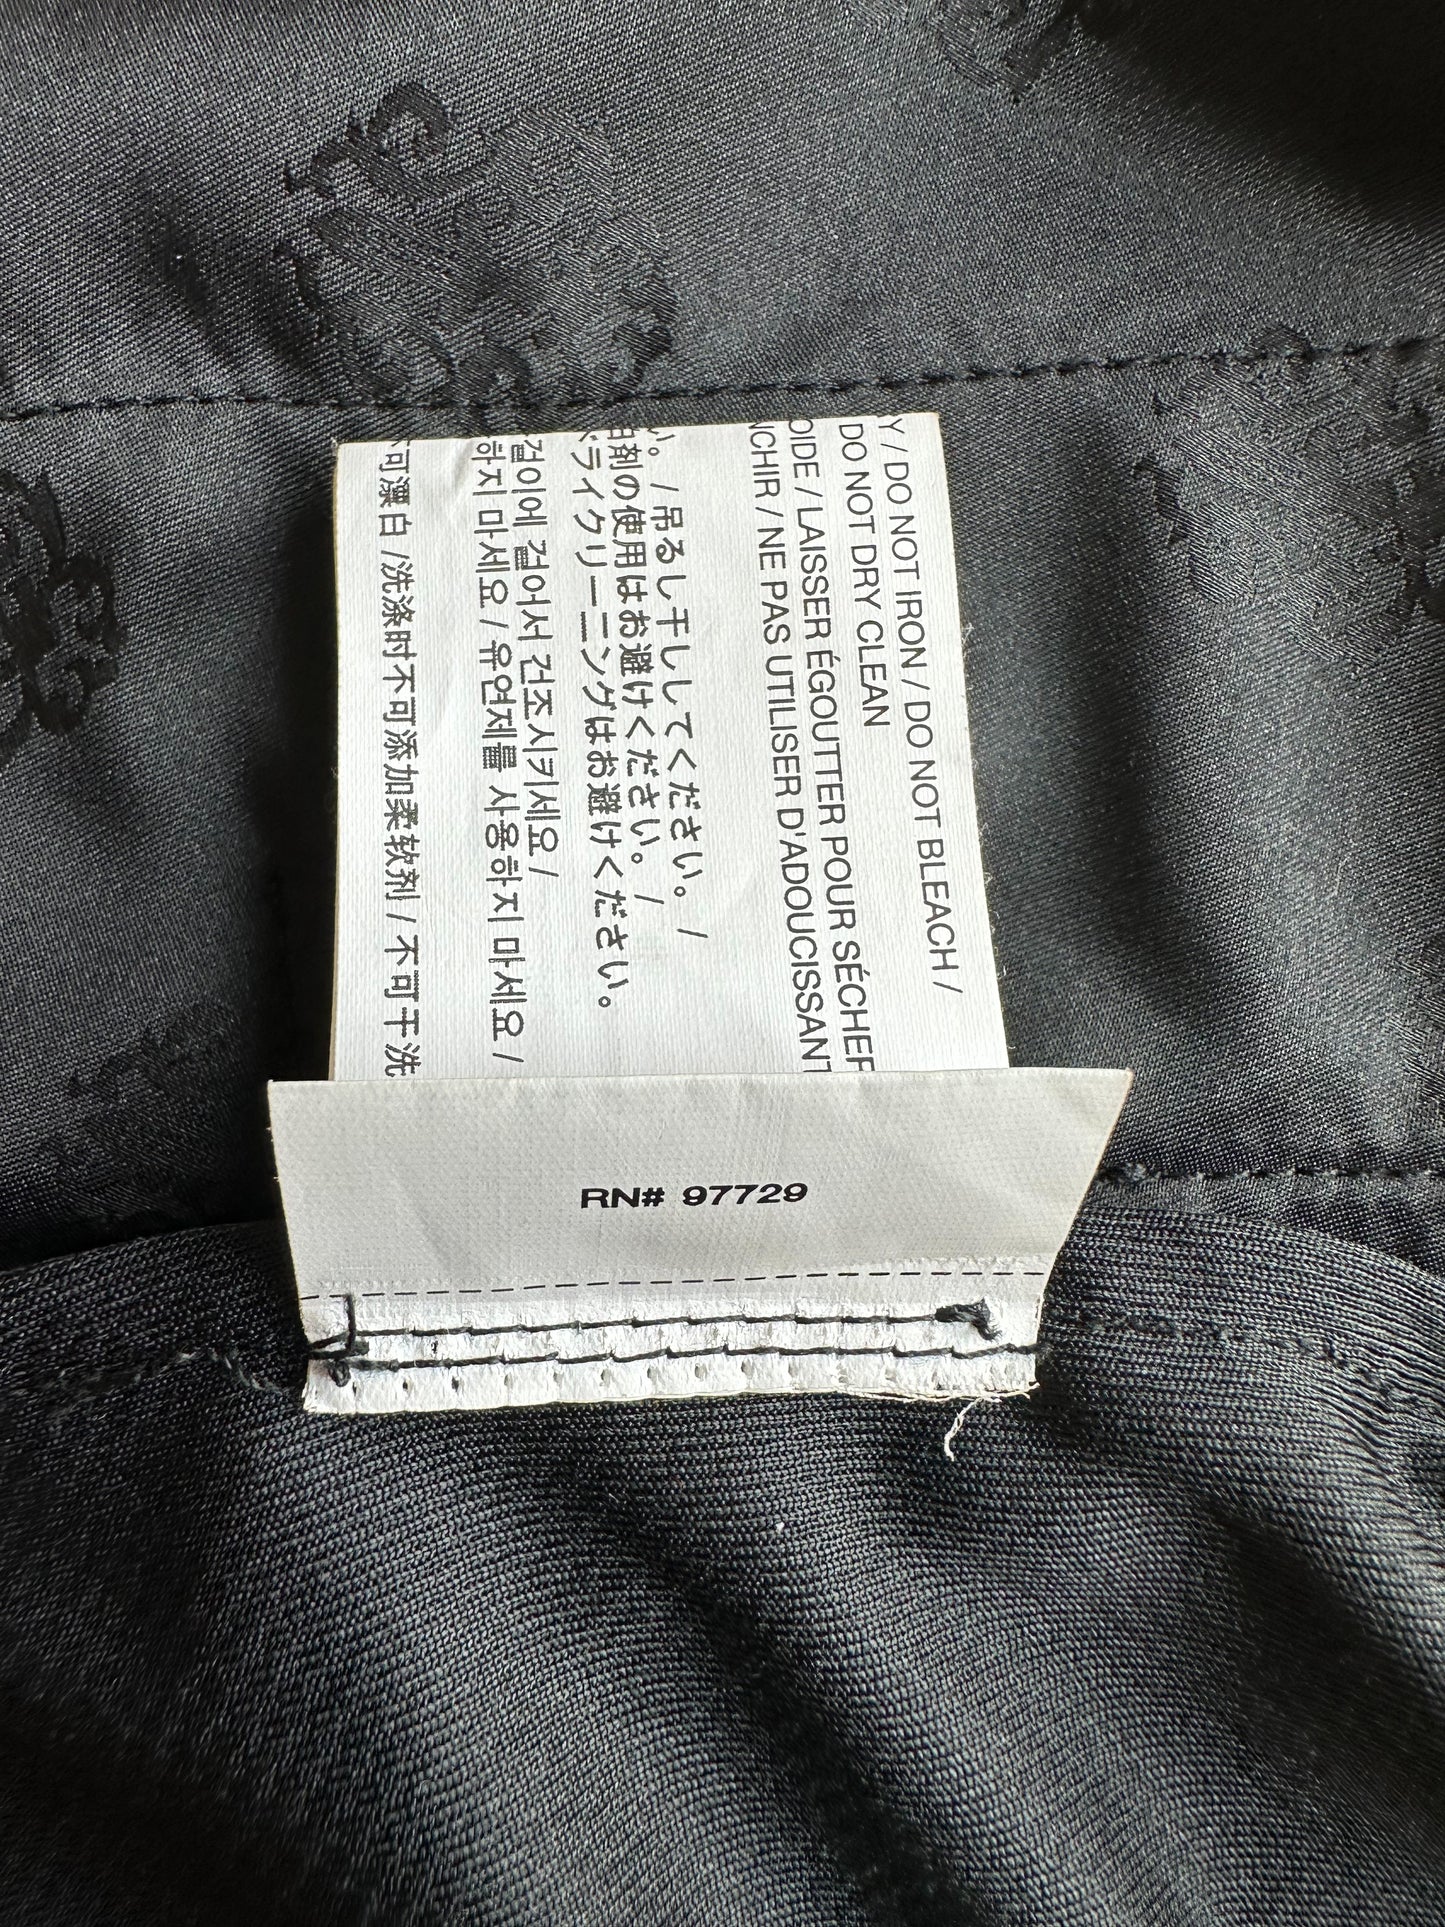 / DO NOT IRON / DO NOT BLEACH /
DO NOT DRY CLEAN
/ LAISSER ÉGOUTTER POUR SÉCHER
/ NE PAS UTILISER D'ADOUCISSANT
/ 吊るし干ししてください。 /
剤の使用はお避けください。 /
ライクリーニングはお避けください。
걸이에 걸어서 건조시키세요 /
하지 마세요 / 유연제를 사용하지 마세요 /
不可漂白 /洗涤时不可添加柔软剂 / 不可干洗
RN# 97729